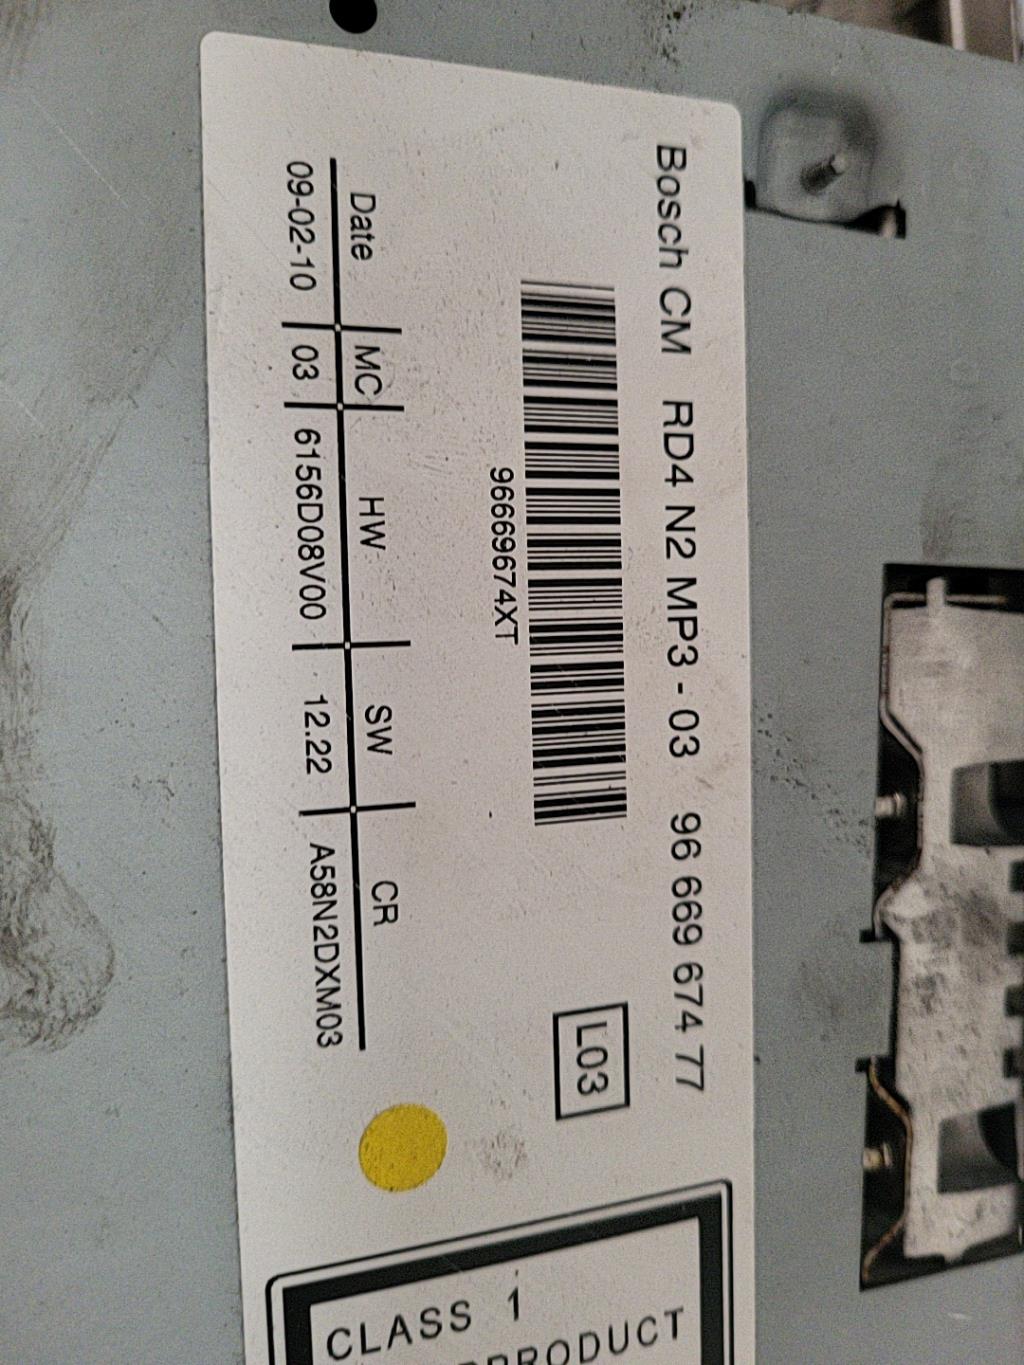 Bosch CM RD4 N2 MP3 - 03 96 669 674 77
96669674XT
L03
Date MC HW SW CR
09-02-10 03 6156D08V00 12.22 A58N2DXM03
CLASS 1
PRODUCT